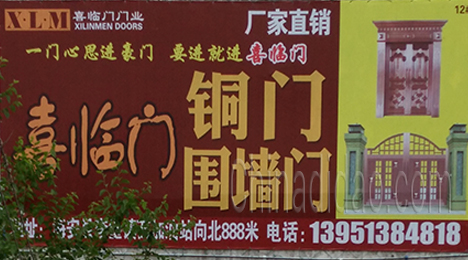 XLM 喜临门门业
XILINMEN DOORS
厂家直销
124
一门心思进豪门 要进就进喜临门
喜临门
铜门
围墙门
站向北888米 电话:13951384818